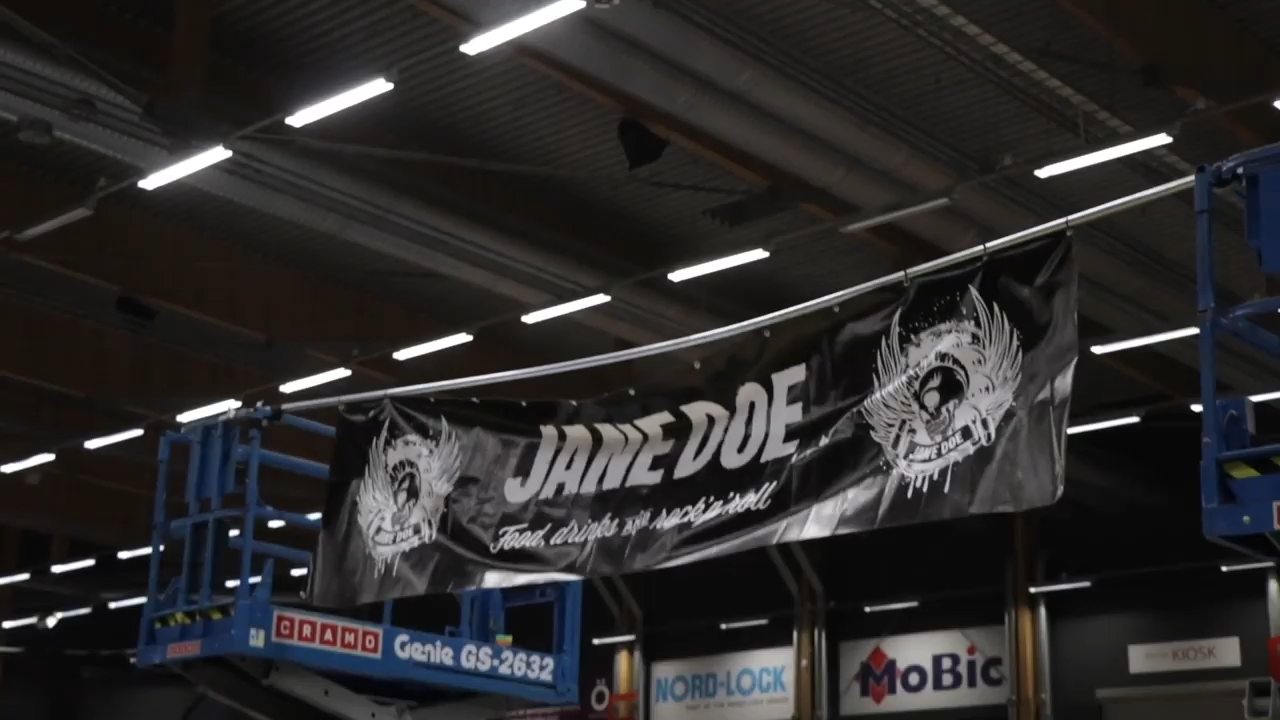 JANE DOE
Food, drinks AND rock'n'roll
JANE DOE
JANE DOE
CRAMO
Genie GS-2632
NORD-LOCK
MoBic
KIOSK
Ö